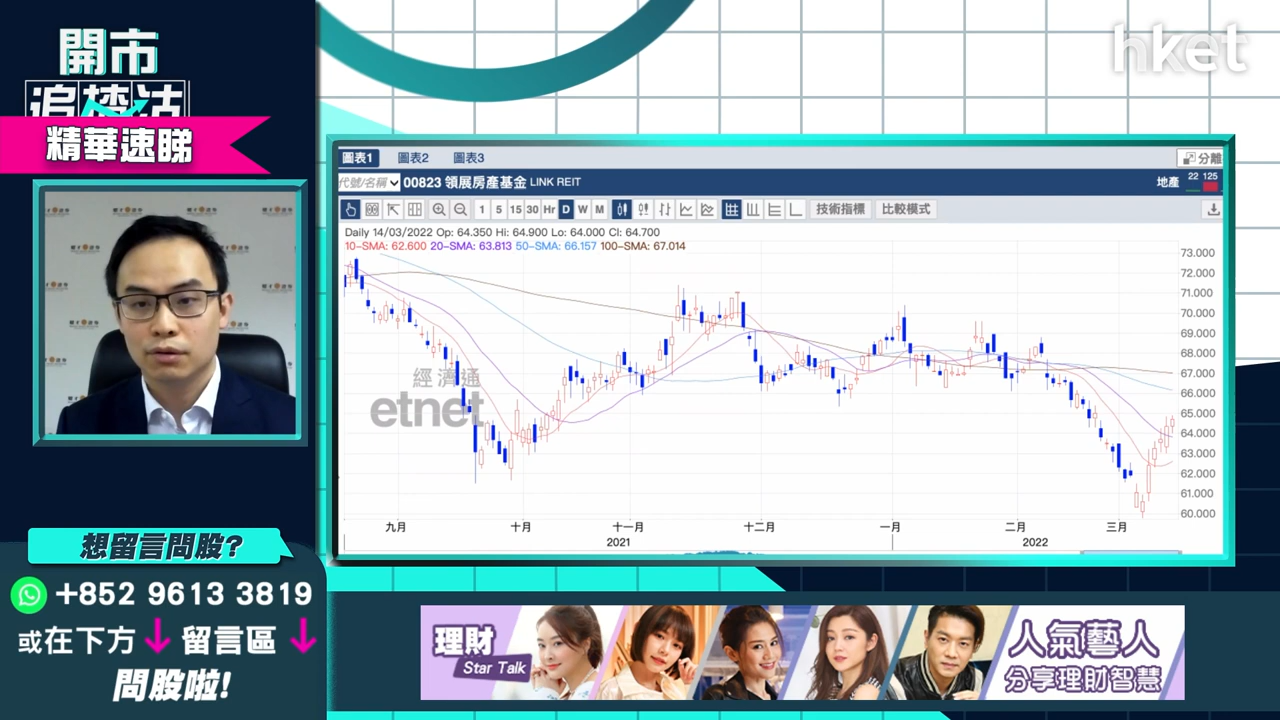 開市
追揸沽
精華速睇
hket
圖表1 圖表2 圖表3 分離
代號/名稱 00823 領展房產基金 LINK REIT 地產 22 125
1 5 15 30 Hr D W M 技術指標 比較模式
Daily 14/03/2022 Op: 64.350 Hi: 64.900 Lo: 64.000 Cl: 64.700
10-SMA: 62.600 20-SMA: 63.813 50-SMA: 66.157 100-SMA: 67.014
73.000
72.000
71.000
70.000
69.000
68.000
67.000
66.000
65.000
64.000
63.000
62.000
61.000
60.000
經濟通
etnet
九月 十月 十一月 十二月 一月 二月 三月
2021 2022
想留言問股?
+852 9613 3819
或在下方 留言區
問股啦!
理財
Star Talk
人氣藝人
分享理財智慧